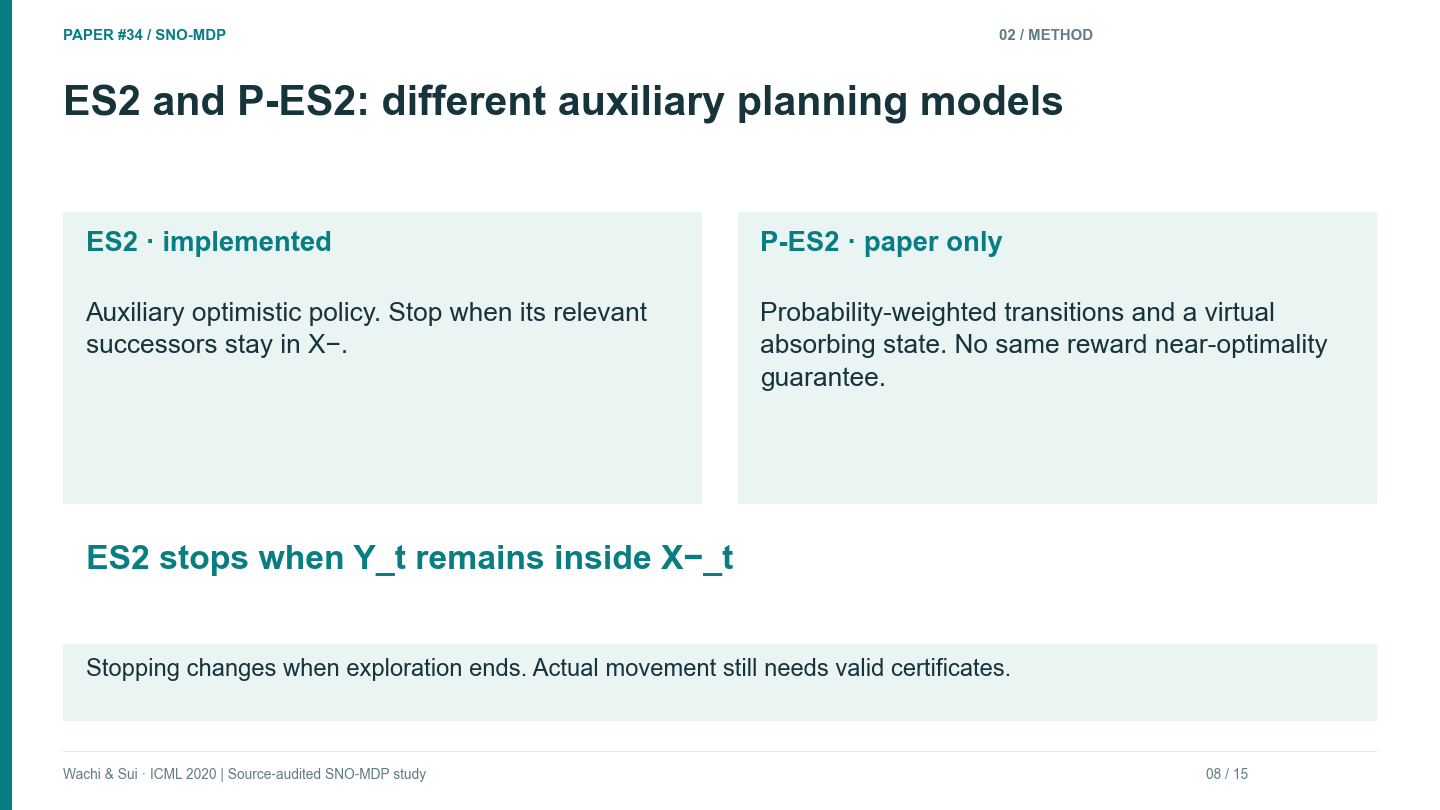 PAPER #34 / SNO-MDP
02 / METHOD
ES2 and P-ES2: different auxiliary planning models
ES2 · implemented
Auxiliary optimistic policy. Stop when its relevant
successors stay in X−.
P-ES2 · paper only
Probability-weighted transitions and a virtual
absorbing state. No same reward near-optimality
guarantee.
ES2 stops when Y_t remains inside X−_t
Stopping changes when exploration ends. Actual movement still needs valid certificates.
Wachi & Sui · ICML 2020 | Source-audited SNO-MDP study
08 / 15